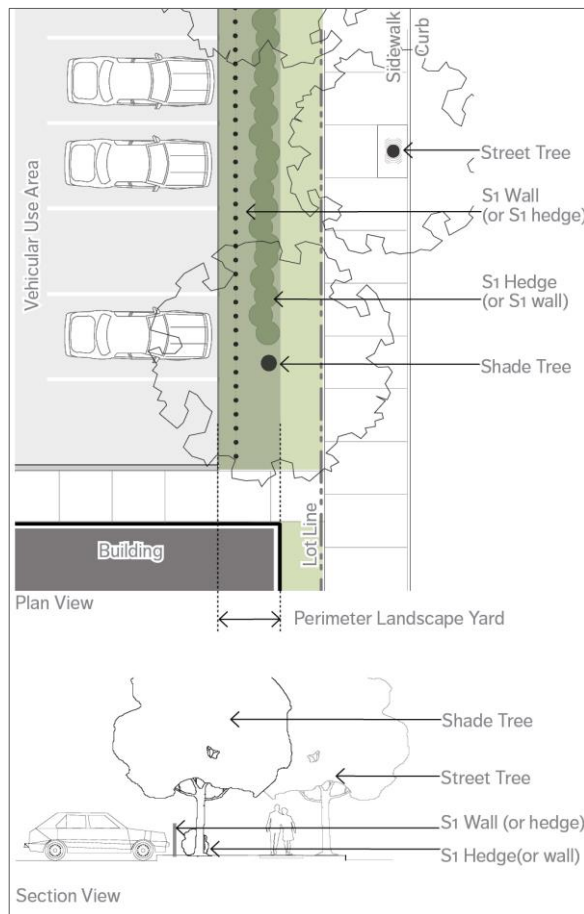 Sidewalk
Curb
Vehicular Use Area
Street Tree
S1 Wall
(or S1 hedge)
S1 Hedge
(or S1 wall)
Shade Tree
Lot Line
Building
Plan View
Perimeter Landscape Yard
Shade Tree
Street Tree
S1 Wall (or hedge)
S1 Hedge(or wall)
Section View